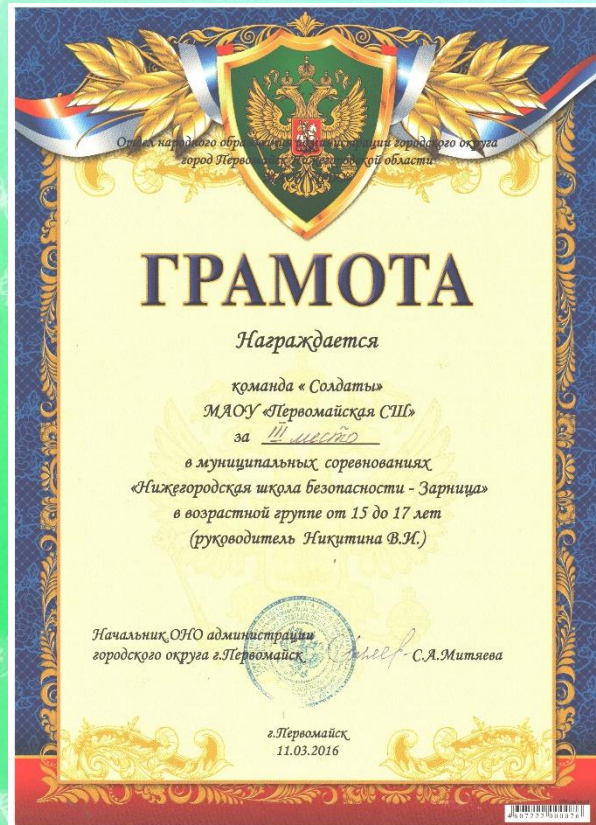 Отдел народного образования администрации городского округа
город Первомайск Нижегородской области
ГРАМОТА
Награждается
команда « Солдаты»
МАОУ «Первомайская СШ»
за III место
в муниципальных соревнованиях
«Нижегородская школа безопасности - Зарница»
в возрастной группе от 15 до 17 лет
(руководитель Никитина В.И.)
Начальник ОНО администрации
городского округа г.Первомайск С.А.Митяева
г.Первомайск
11.03.2016